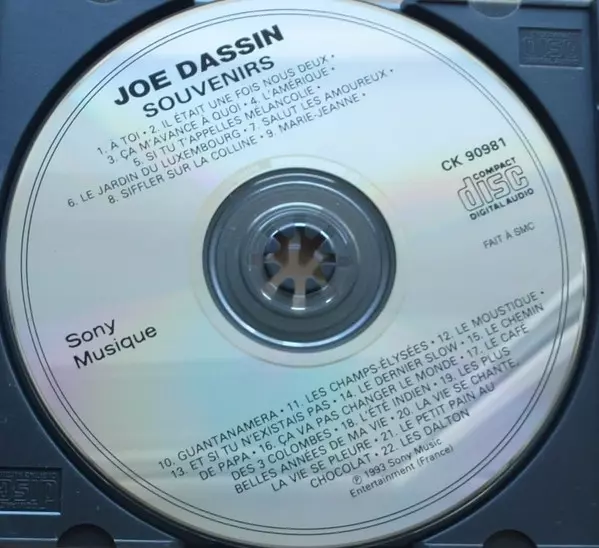 JOE DASSIN
SOUVENIRS
1. À TOI • 2. IL ÉTAIT UNE FOIS NOUS DEUX •
3. ÇA M'AVANCE À QUOI • 4. L'AMÉRIQUE •
5. SI TU T'APPELLES MÉLANCOLIE •
6. LE JARDIN DU LUXEMBOURG • 7. SALUT LES AMOUREUX •
8. SIFFLER SUR LA COLLINE • 9. MARIE-JEANNE •
CK 90981
COMPACT
disc
DIGITAL AUDIO
FAIT À SMC
Sony
Musique
10. GUANTANAMERA • 11. LES CHAMPS-ÉLYSÉES • 12. LE MOUSTIQUE •
13. ET SI TU N'EXISTAIS PAS • 14. LE DERNIER SLOW • 15. LE CHEMIN
DE PAPA • 16. ÇA VA PAS CHANGER LE MONDE • 17. LE CAFÉ
DES 3 COLOMBES • 18. L'ÉTÉ INDIEN • 19. LES PLUS
BELLES ANNÉES DE MA VIE • 20. LA VIE SE CHANTE,
LA VIE SE PLEURE • 21. LE PETIT PAIN AU
CHOCOLAT • 22. LES DALTON
℗ 1993 Sony Music
Entertainment (France)